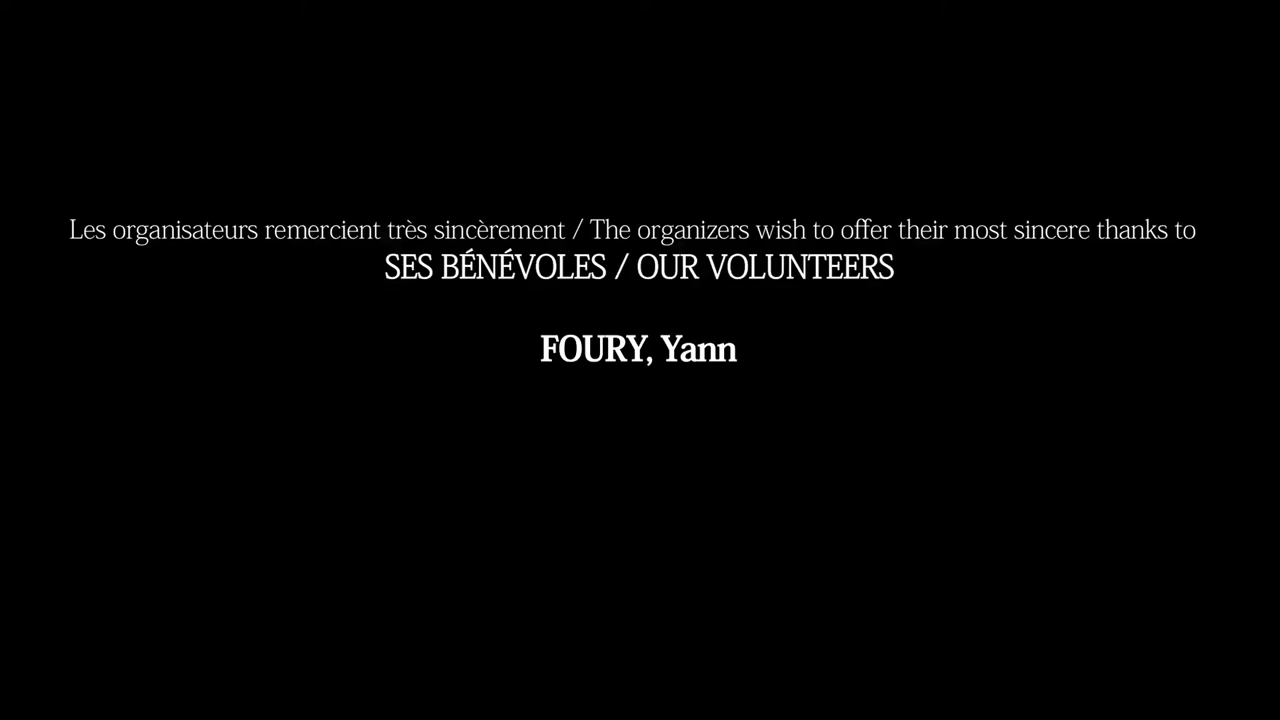 Les organisateurs remercient très sincèrement / The organizers wish to offer their most sincere thanks to
SES BÉNÉVOLES / OUR VOLUNTEERS
FOURY, Yann